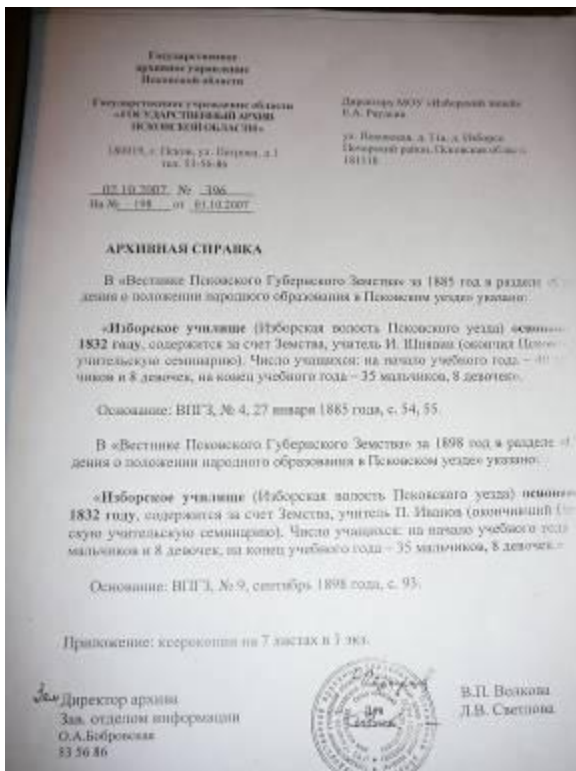 Государственное
архивное управление
Псковской области
Государственное учреждение области
«ГОСУДАРСТВЕННЫЙ АРХИВ
ПСКОВСКОЙ ОБЛАСТИ»
180019, г. Псков, ул. Петрова, д.1
тел. 53-56-86
02.10.2007 № 396
На № 198 от 01.10.2007
Директору МОУ «Изборский лицей»
ул. Псковская, д. 31а, д. Изборск
Печорский район, Псковская область
181518
АРХИВНАЯ СПРАВКА
В «Вестнике Псковского Губернского Земства» за 1885 год в разделе
дения о положении народного образования в Псковском уезде» указано:
«Изборское училище (Изборская волость Псковского уезда)
1832 году, содержится за счет Земства, учитель И. Шляпин (окончил
учительскую семинарию). Число учащихся: на начало учебного года –
чиков и 8 девочек, на конец учебного года – 35 мальчиков, 8 девочек».
Основание: ВПГЗ, № 4, 27 января 1885 года, с. 54, 55.
В «Вестнике Псковского Губернского Земства» за 1898 год в разделе
дения о положении народного образования в Псковском уезде» указано:
«Изборское училище (Изборская волость Псковского уезда)
1832 году, содержится за счет Земства, учитель П. Иванов (окончивший
скую учительскую семинарию). Число учащихся: на начало учебного года
мальчиков и 8 девочек, на конец учебного года – 35 мальчиков, 8 девочек.»
Основание: ВПГЗ, № 9, сентябрь 1898 года, с. 93.
Приложение: ксерокопии на 7 листах в 1 экз.
Зам Директор архива
Зав. отделом информации
О.А.Бобровская
53 56 86
В.П. Волкова
Л.В. Светлова